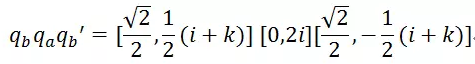 q_b q_a q_b′ = [√2/2, 1/2 (i + k)] [0,2i][√2/2, −1/2 (i + k)].